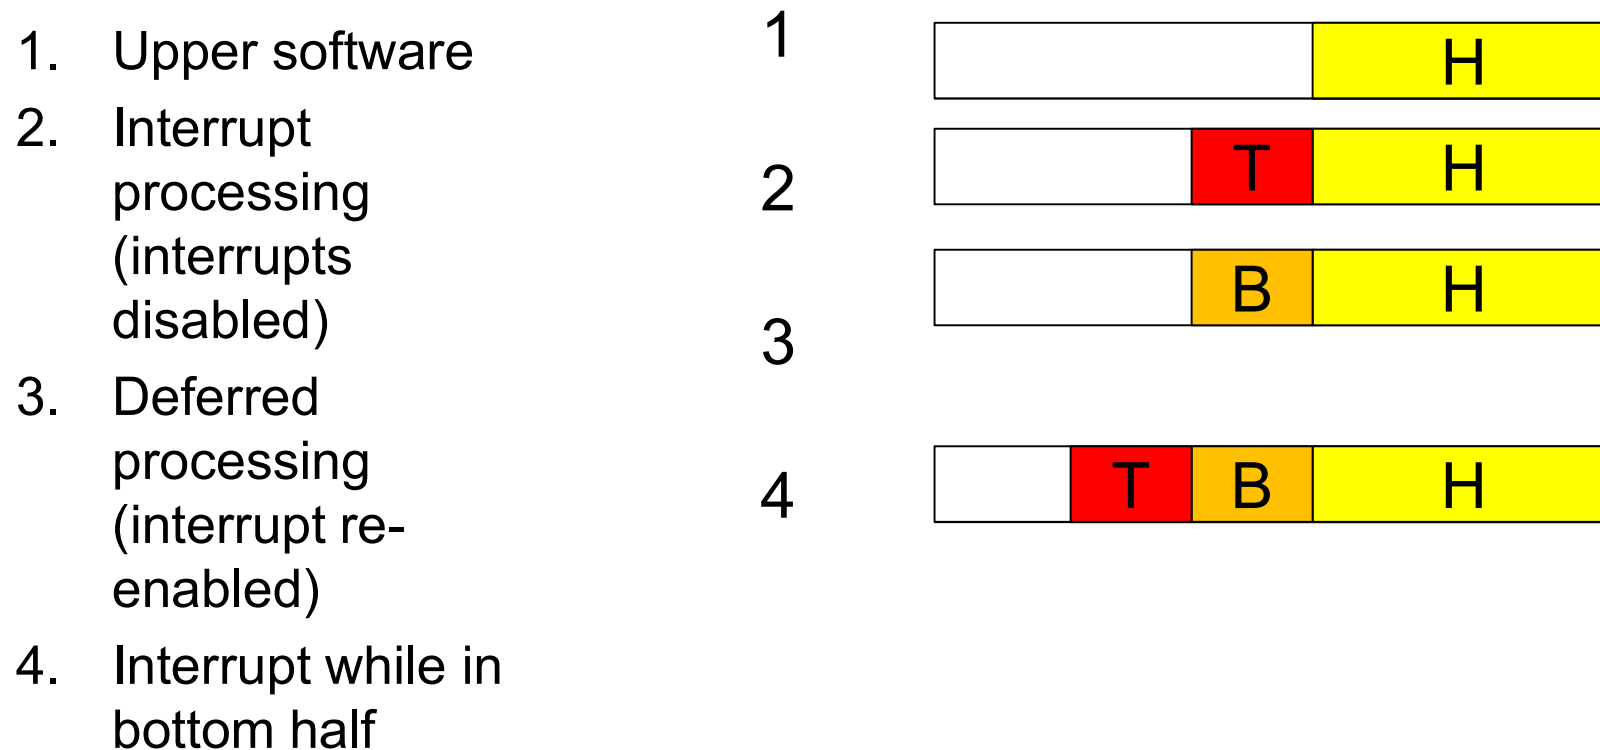 1. Upper software
2. Interrupt
processing
(interrupts
disabled)
3. Deferred
processing
(interrupt re-
enabled)
4. Interrupt while in
bottom half
1
H
2
T H
3
B H
4
T B H